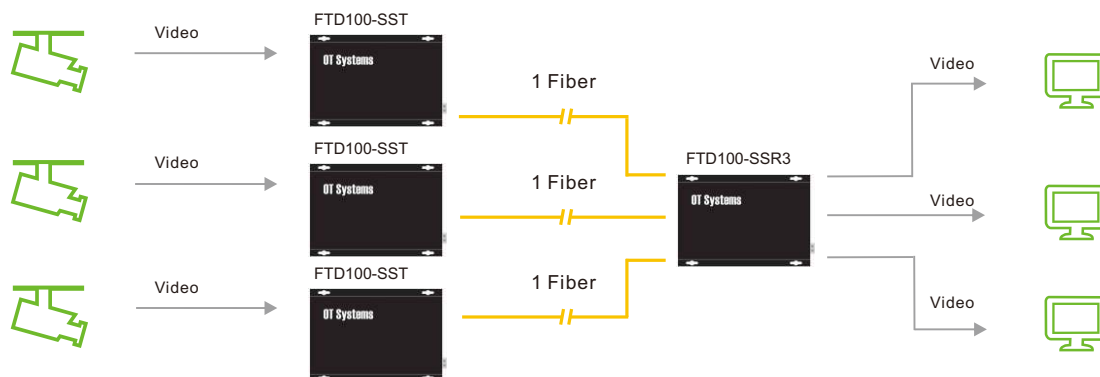 FTD100-SST
Video
OT Systems
1 Fiber
Video
FTD100-SST
Video
OT Systems
1 Fiber
FTD100-SSR3
OT Systems
Video
FTD100-SST
Video
OT Systems
1 Fiber
Video